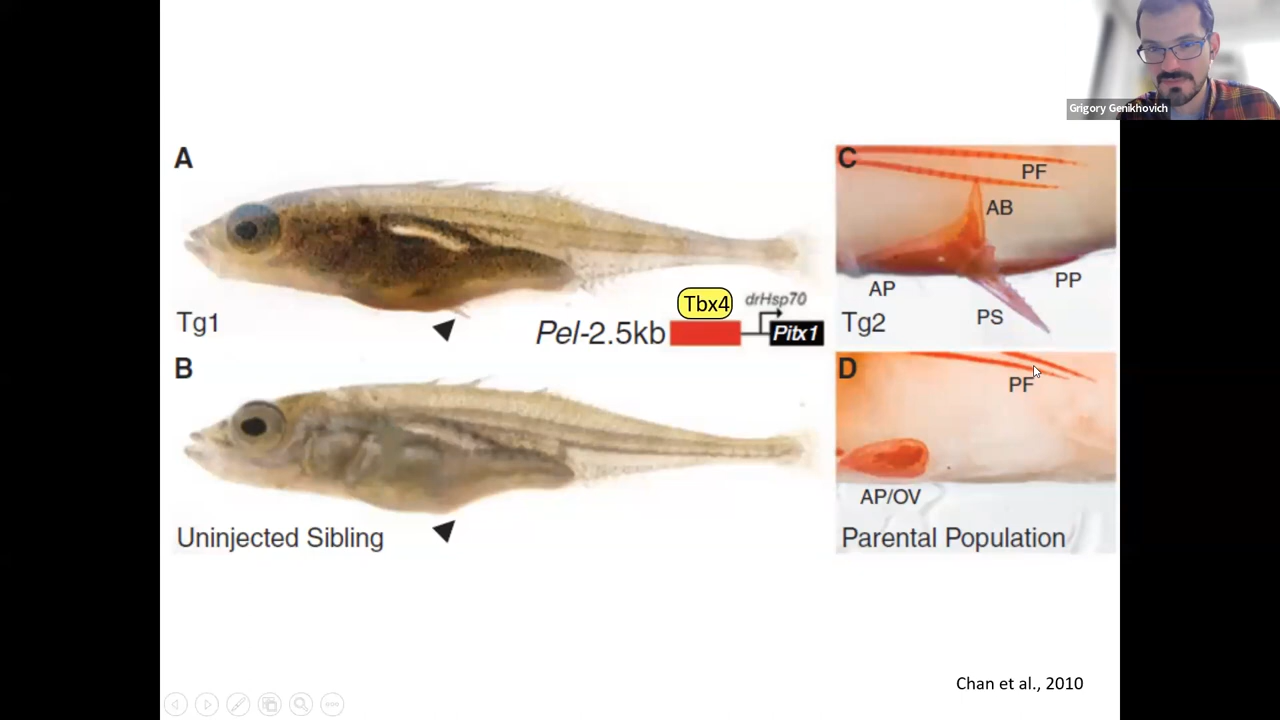 Grigory Genikhovich
A
Tg1
Tbx4
drHsp70
Pel-2.5kb
Pitx1
C
PF
AB
AP
PP
PS
Tg2
B
Uninjected Sibling
D
PF
AP/OV
Parental Population
Chan et al., 2010